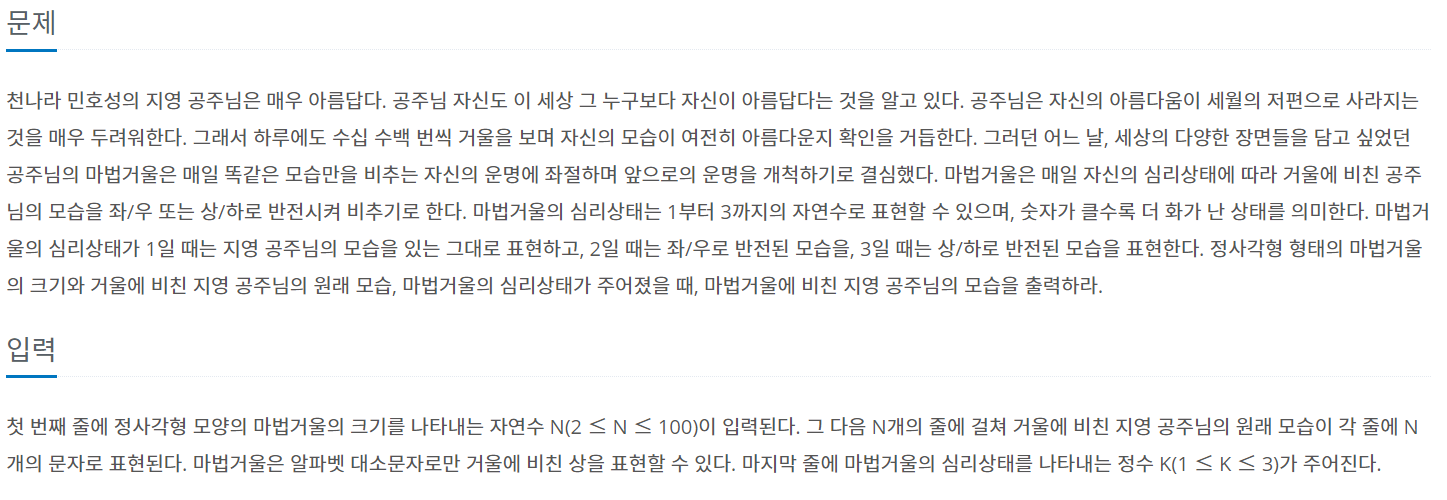 문제
천나라 민호성의 지영 공주님은 매우 아름답다. 공주님 자신도 이 세상 그 누구보다 자신이 아름답다는 것을 알고 있다. 공주님은 자신의 아름다움이 세월의 저편으로 사라지는
것을 매우 두려워한다. 그래서 하루에도 수십 수백 번씩 거울을 보며 자신의 모습이 여전히 아름다운지 확인을 거듭한다. 그러던 어느 날, 세상의 다양한 장면들을 담고 싶었던
공주님의 마법거울은 매일 똑같은 모습만을 비추는 자신의 운명에 좌절하며 앞으로의 운명을 개척하기로 결심했다. 마법거울은 매일 자신의 심리상태에 따라 거울에 비친 공주
님의 모습을 좌/우 또는 상/하로 반전시켜 비추기로 한다. 마법거울의 심리상태는 1부터 3까지의 자연수로 표현할 수 있으며, 숫자가 클수록 더 화가 난 상태를 의미한다. 마법거
울의 심리상태가 1일 때는 지영 공주님의 모습을 있는 그대로 표현하고, 2일 때는 좌/우로 반전된 모습을, 3일 때는 상/하로 반전된 모습을 표현한다. 정사각형 형태의 마법거울
의 크기와 거울에 비친 지영 공주님의 원래 모습, 마법거울의 심리상태가 주어졌을 때, 마법거울에 비친 지영 공주님의 모습을 출력하라.
입력
첫 번째 줄에 정사각형 모양의 마법거울의 크기를 나타내는 자연수 N(2 ≤ N ≤ 100)이 입력된다. 그 다음 N개의 줄에 걸쳐 거울에 비친 지영 공주님의 원래 모습이 각 줄에 N
개의 문자로 표현된다. 마법거울은 알파벳 대소문자로만 거울에 비친 상을 표현할 수 있다. 마지막 줄에 마법거울의 심리상태를 나타내는 정수 K(1 ≤ K ≤ 3)가 주어진다.